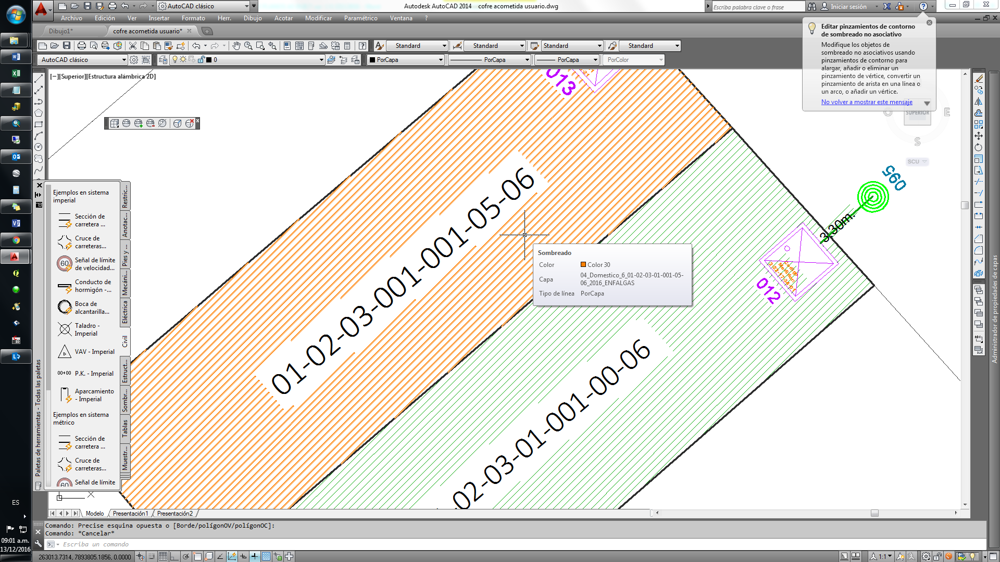 AutoCAD clásico
Autodesk AutoCAD 2014    cofre acometida usuario.dwg
Escriba palabra clave o frase
Iniciar sesión
Archivo Edición Ver Insertar Formato Herr. Dibujo Acotar Modificar Paramétrico Ventana ?
Dibujo1*
cofre acometida usuario*
Standard
Standard
Standard
Standard
AutoCAD clásico
0
PorCapa
PorCapa
PorCapa
PorColor
[−][Superior][Estructura alámbrica 2D]
Editar pinzamientos de contorno
de sombreado no asociativo
Modifique los objetos de
sombreado no asociativos usando
pinzamientos de contorno para
alargar, añadir o eliminar un
pinzamiento de vértice, convertir un
pinzamiento de arista en una línea o
un arco, o añadir un vértice.
No volver a mostrar este mensaje
SUPERIOR
O
E
S
SCU
013
095
3.30m.
012
01-02-03-001-001-05-06
02-03-01-001-00-06
Sombreado
Color
Color 30
Capa
04_Domestico_6_01-02-03-01-001-05-
06_2016_ENFALGAS
Tipo de línea
PorCapa
Ejemplos en sistema
imperial
Sección de
carretera ...
Cruce de
carreteras...
60
Señal de límite
de velocidad...
Conducto de
hormigón -...
Boca de
alcantarilla...
Taladro -
Imperial
VAV - Imperial
00+00
P.K. - Imperial
Aparcamiento
- Imperial
Ejemplos en sistema
métrico
Sección de
carretera ...
Cruce de
carreteras...
60
Señal de límite
Restric...
Anotac...
Pies y ...
Mecáni...
Eléctrica
Civil
Estruct...
Sombr...
Tablas
Muestr...
Paletas de herramientas - Todas las paletas
Administrador de propiedades de capas
Modelo
Presentación1
Presentación2
Comando: Precise esquina opuesta o [Borde/polígonOV/polígonOC]:
Comando: *Cancelar*
Escriba un comando
263013.7314, 7893805.1856, 0.0000
1:1
ES
09:01 a.m.
13/12/2016